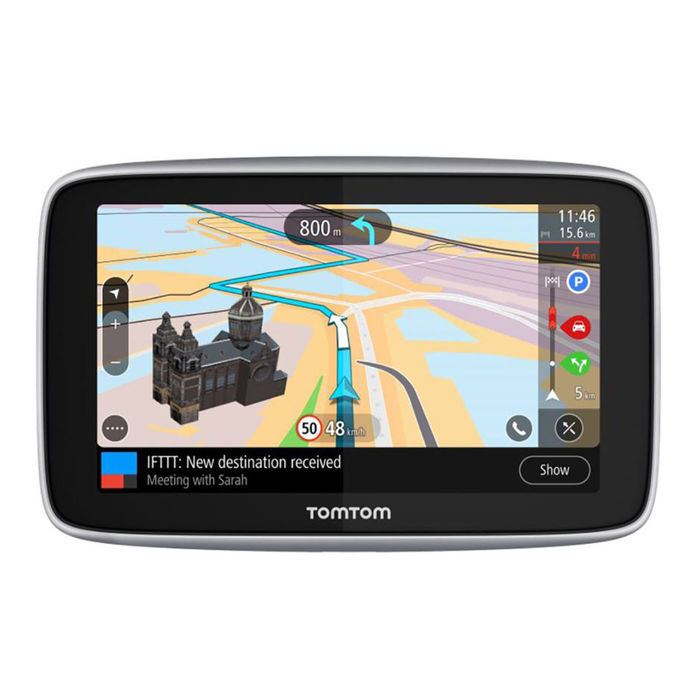 800 m
11:46
15.6 km
4 min
P
+
−
5 km
50 48 km/h
IFTTT: New destination received
Meeting with Sarah
Show
TOMTOM